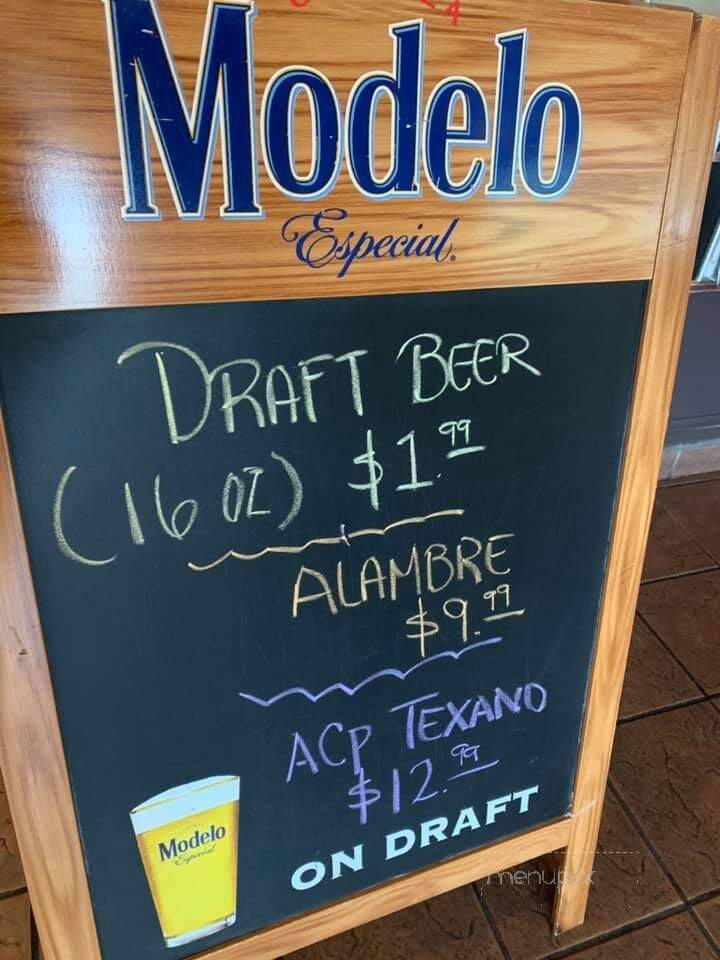 Modelo
Especial.
DRAFT BEER
(16 OZ) $1.99
ALAMBRE
$9.99
ACP TEXANO
$12.99
ON DRAFT
Modelo
Especial